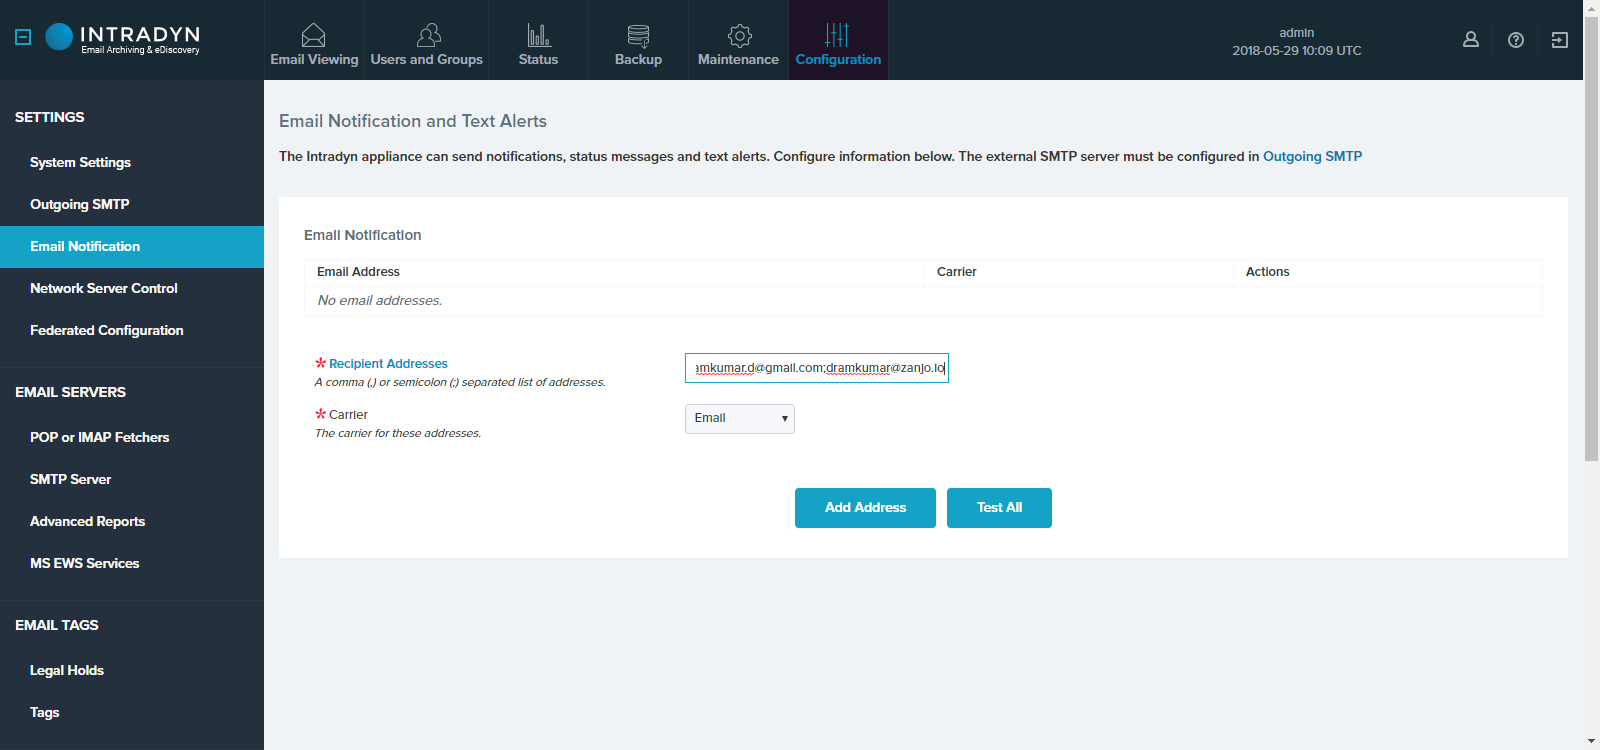 INTRADYN
Email Archiving & eDiscovery
Email Viewing
Users and Groups
Status
Backup
Maintenance
Configuration
admin
2018-05-29 10:09 UTC
SETTINGS
System Settings
Outgoing SMTP
Email Notification
Network Server Control
Federated Configuration
EMAIL SERVERS
POP or IMAP Fetchers
SMTP Server
Advanced Reports
MS EWS Services
EMAIL TAGS
Legal Holds
Tags
Email Notification and Text Alerts
The Intradyn appliance can send notifications, status messages and text alerts. Configure information below. The external SMTP server must be configured in Outgoing SMTP
Email Notification
Email Address Carrier Actions
No email addresses.
* Recipient Addresses
A comma (,) or semicolon (;) separated list of addresses.
amkumar.d@gmail.com;dramkumar@zanjo.io
* Carrier
The carrier for these addresses.
Email
Add Address
Test All